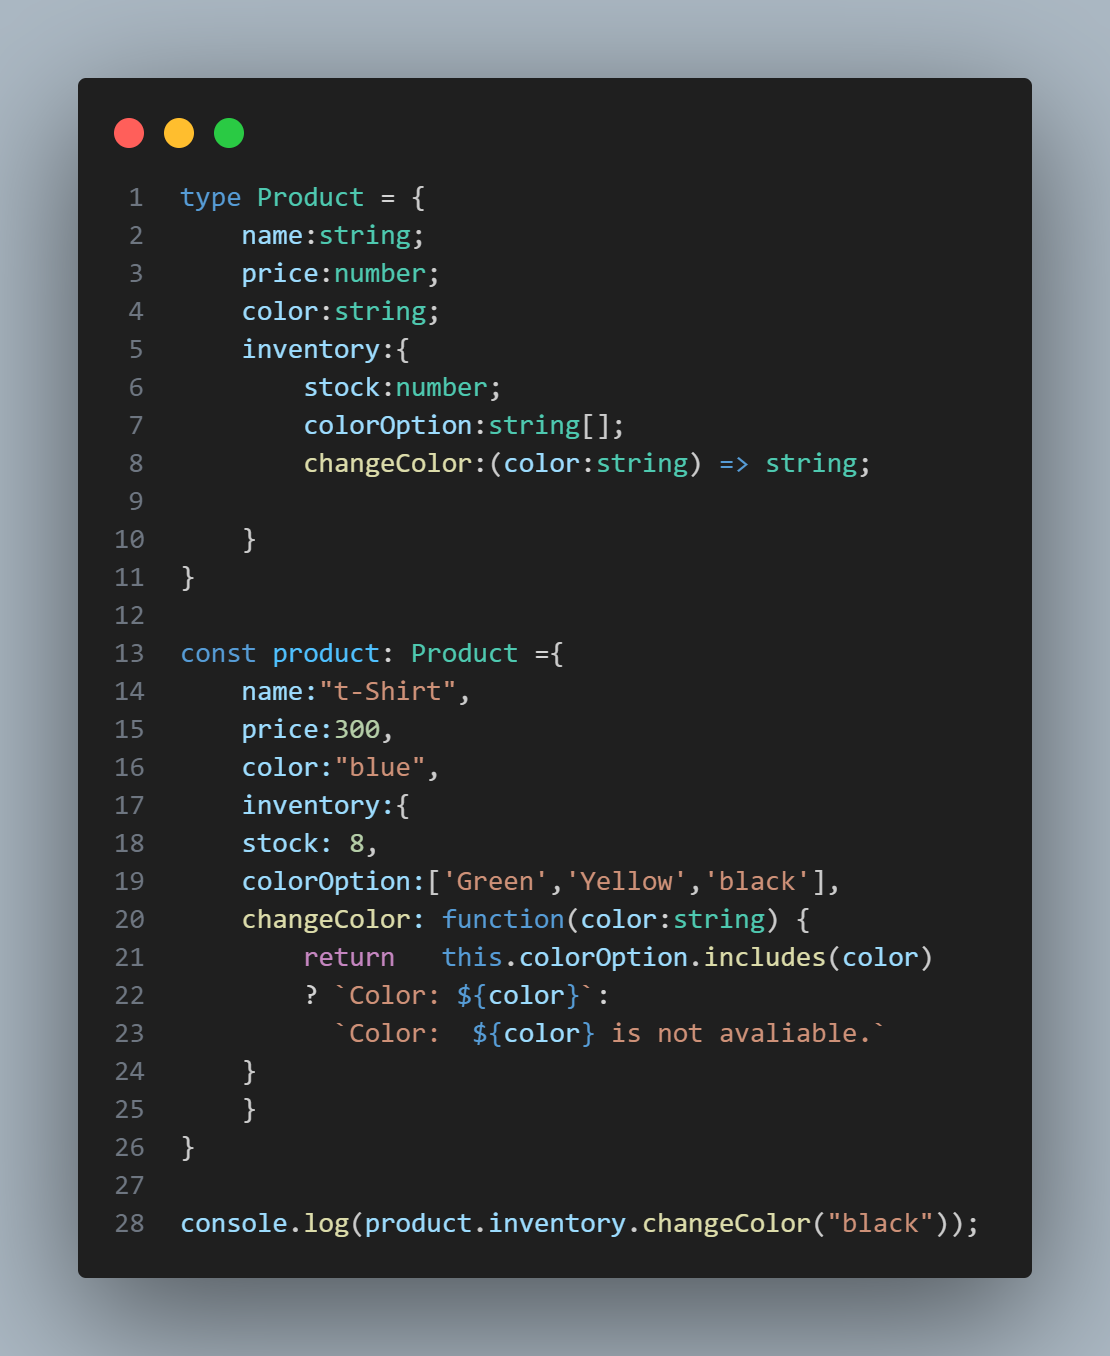 1 type Product = {
2     name:string;
3     price:number;
4     color:string;
5     inventory:{
6         stock:number;
7         colorOption:string[];
8         changeColor:(color:string) => string;
9
10     }
11 }
12
13 const product: Product ={
14     name:"t-Shirt",
15     price:300,
16     color:"blue",
17     inventory:{
18     stock: 8,
19     colorOption:['Green','Yellow','black'],
20     changeColor: function(color:string) {
21         return   this.colorOption.includes(color)
22         ? `Color: ${color}`:
23           `Color:  ${color} is not avaliable.`
24     }
25     }
26 }
27
28 console.log(product.inventory.changeColor("black"));